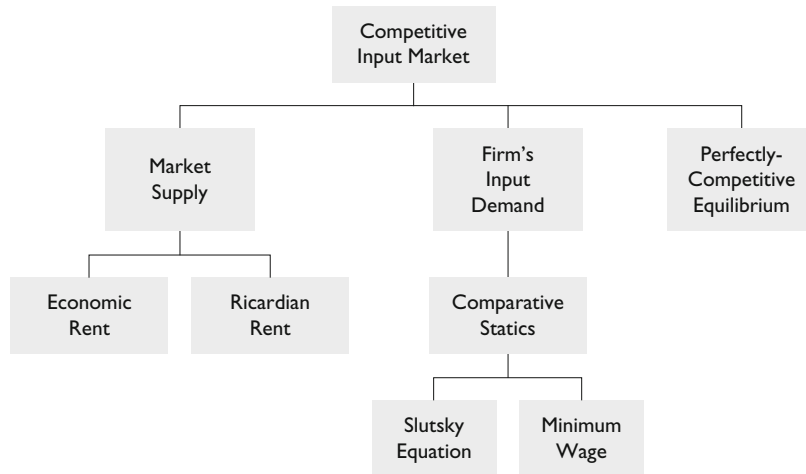 Competitive
Input Market
Market
Supply
Firm's
Input
Demand
Perfectly-
Competitive
Equilibrium
Economic
Rent
Ricardian
Rent
Comparative
Statics
Slutsky
Equation
Minimum
Wage